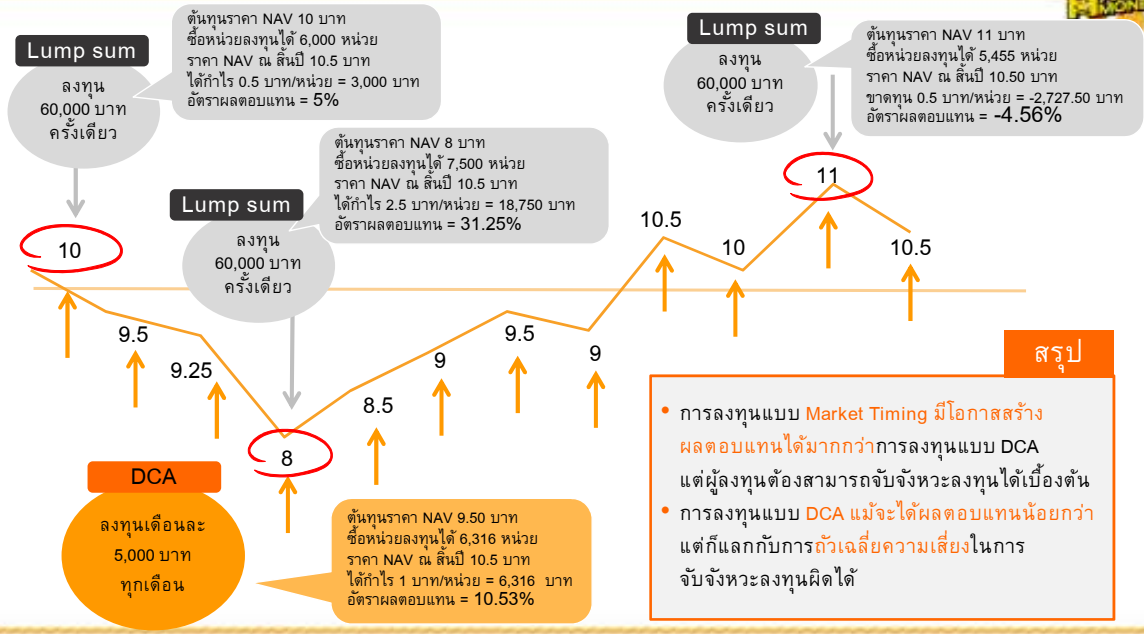 Lump sum
ลงทุน
60,000 บาท
ครั้งเดียว
ต้นทุนราคา NAV 10 บาท
ซื้อหน่วยลงทุนได้ 6,000 หน่วย
ราคา NAV ณ สิ้นปี 10.5 บาท
ได้กำไร 0.5 บาท/หน่วย = 3,000 บาท
อัตราผลตอบแทน = 5%
Lump sum
ลงทุน
60,000 บาท
ครั้งเดียว
ต้นทุนราคา NAV 8 บาท
ซื้อหน่วยลงทุนได้ 7,500 หน่วย
ราคา NAV ณ สิ้นปี 10.5 บาท
ได้กำไร 2.5 บาท/หน่วย = 18,750 บาท
อัตราผลตอบแทน = 31.25%
Lump sum
ลงทุน
60,000 บาท
ครั้งเดียว
ต้นทุนราคา NAV 11 บาท
ซื้อหน่วยลงทุนได้ 5,455 หน่วย
ราคา NAV ณ สิ้นปี 10.50 บาท
ขาดทุน 0.5 บาท/หน่วย = -2,727.50 บาท
อัตราผลตอบแทน = -4.56%
10
9.5
9.25
8
8.5
9
9.5
9
10.5
10
11
10.5
DCA
ลงทุนเดือนละ
5,000 บาท
ทุกเดือน
ต้นทุนราคา NAV 9.50 บาท
ซื้อหน่วยลงทุนได้ 6,316 หน่วย
ราคา NAV ณ สิ้นปี 10.5 บาท
ได้กำไร 1 บาท/หน่วย = 6,316 บาท
อัตราผลตอบแทน = 10.53%
สรุป
• การลงทุนแบบ Market Timing มีโอกาสสร้าง
ผลตอบแทนได้มากกว่าการลงทุนแบบ DCA
แต่ผู้ลงทุนต้องสามารถจับจังหวะลงทุนได้เบื้องต้น
• การลงทุนแบบ DCA แม้จะได้ผลตอบแทนน้อยกว่า
แต่ก็แลกกับการถัวเฉลี่ยความเสี่ยงในการ
จับจังหวะลงทุนผิดได้